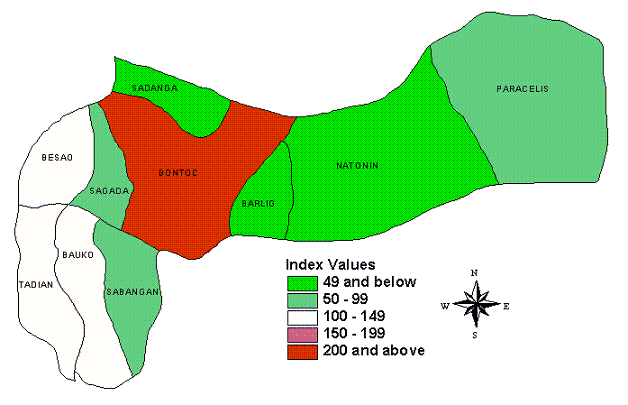 PARACELIS
SADANGA
BESAO
NATONIN
BONTOC
SAGADA
BARLIG
BAUKO
TADIAN
SABANGAN
Index Values
49 and below
50 - 99
100 - 149
150 - 199
200 and above
N
W E
S